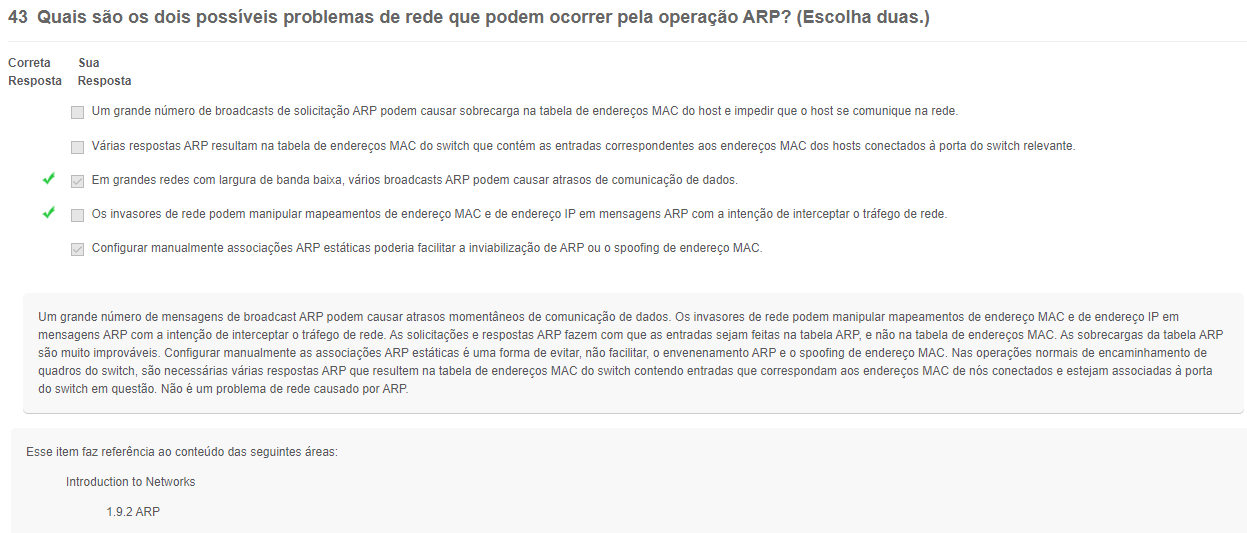 43 Quais são os dois possíveis problemas de rede que podem ocorrer pela operação ARP? (Escolha duas.)
Correta Sua
Resposta Resposta
Um grande número de broadcasts de solicitação ARP podem causar sobrecarga na tabela de endereços MAC do host e impedir que o host se comunique na rede.
Várias respostas ARP resultam na tabela de endereços MAC do switch que contém as entradas correspondentes aos endereços MAC dos hosts conectados à porta do switch relevante.
Em grandes redes com largura de banda baixa, vários broadcasts ARP podem causar atrasos de comunicação de dados.
Os invasores de rede podem manipular mapeamentos de endereço MAC e de endereço IP em mensagens ARP com a intenção de interceptar o tráfego de rede.
Configurar manualmente associações ARP estáticas poderia facilitar a inviabilização de ARP ou o spoofing de endereço MAC.
Um grande número de mensagens de broadcast ARP podem causar atrasos momentâneos de comunicação de dados. Os invasores de rede podem manipular mapeamentos de endereço MAC e de endereço IP em
mensagens ARP com a intenção de interceptar o tráfego de rede. As solicitações e respostas ARP fazem com que as entradas sejam feitas na tabela ARP, e não na tabela de endereços MAC. As sobrecargas da tabela ARP
são muito improváveis. Configurar manualmente as associações ARP estáticas é uma forma de evitar, não facilitar, o envenenamento ARP e o spoofing de endereço MAC. Nas operações normais de encaminhamento de
quadros do switch, são necessárias várias respostas ARP que resultem na tabela de endereços MAC do switch contendo entradas que correspondam aos endereços MAC de nós conectados e estejam associadas à porta
do switch em questão. Não é um problema de rede causado por ARP.
Esse item faz referência ao conteúdo das seguintes áreas:
Introduction to Networks
1.9.2 ARP